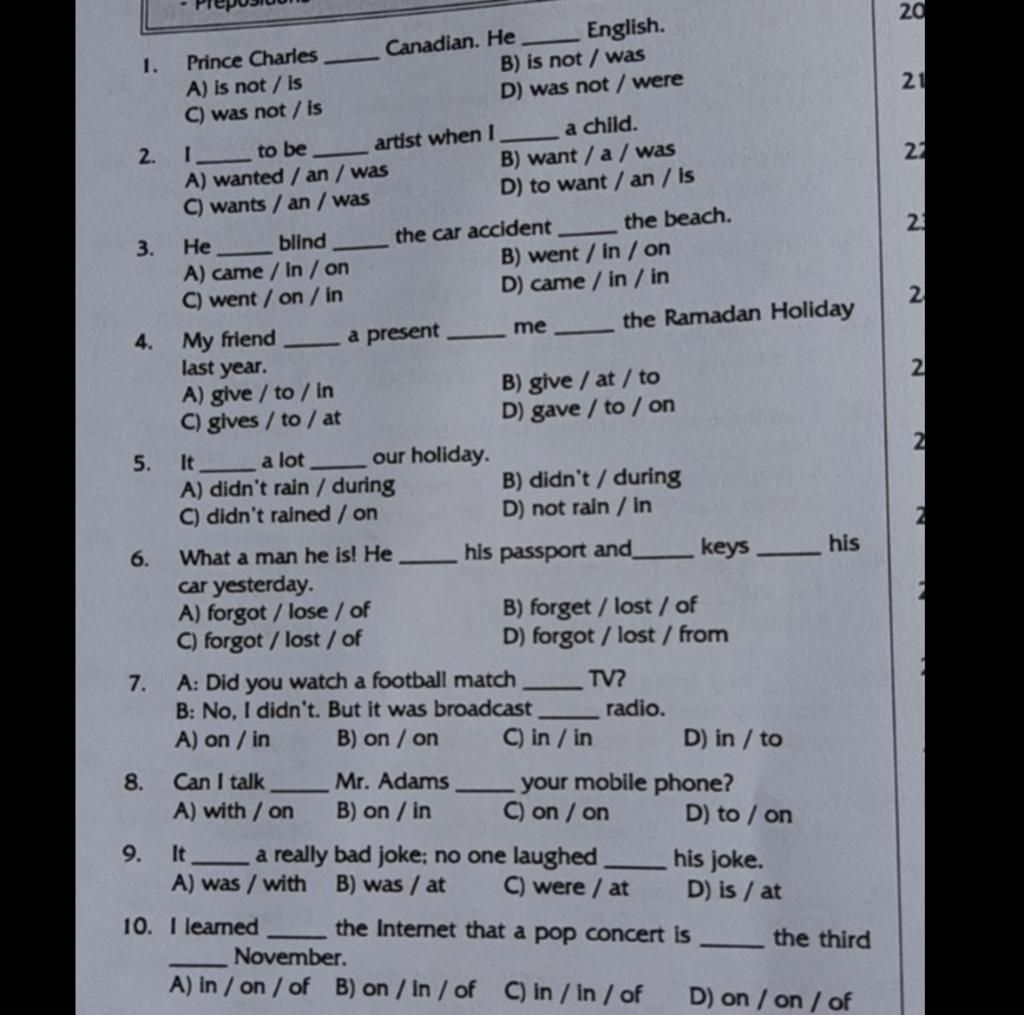 - Prepositions
1. Prince Charles _____ Canadian. He _____ English.
A) is not / is B) is not / was
C) was not / is D) was not / were
2. I _____ to be _____ artist when I _____ a child.
A) wanted / an / was B) want / a / was
C) wants / an / was D) to want / an / is
3. He _____ blind _____ the car accident _____ the beach.
A) came / in / on B) went / in / on
C) went / on / in D) came / in / in
4. My friend _____ a present _____ me _____ the Ramadan Holiday
last year.
A) give / to / in B) give / at / to
C) gives / to / at D) gave / to / on
5. It _____ a lot _____ our holiday.
A) didn't rain / during B) didn't / during
C) didn't rained / on D) not rain / in
6. What a man he is! He _____ his passport and_____ keys _____ his
car yesterday.
A) forgot / lose / of B) forget / lost / of
C) forgot / lost / of D) forgot / lost / from
7. A: Did you watch a football match _____ TV?
B: No, I didn't. But it was broadcast _____ radio.
A) on / in B) on / on C) in / in D) in / to
8. Can I talk _____ Mr. Adams _____ your mobile phone?
A) with / on B) on / in C) on / on D) to / on
9. It _____ a really bad joke; no one laughed _____ his joke.
A) was / with B) was / at C) were / at D) is / at
10. I learned _____ the Internet that a pop concert is _____ the third
_____ November.
A) in / on / of B) on / in / of C) in / in / of D) on / on / of
20
21
22